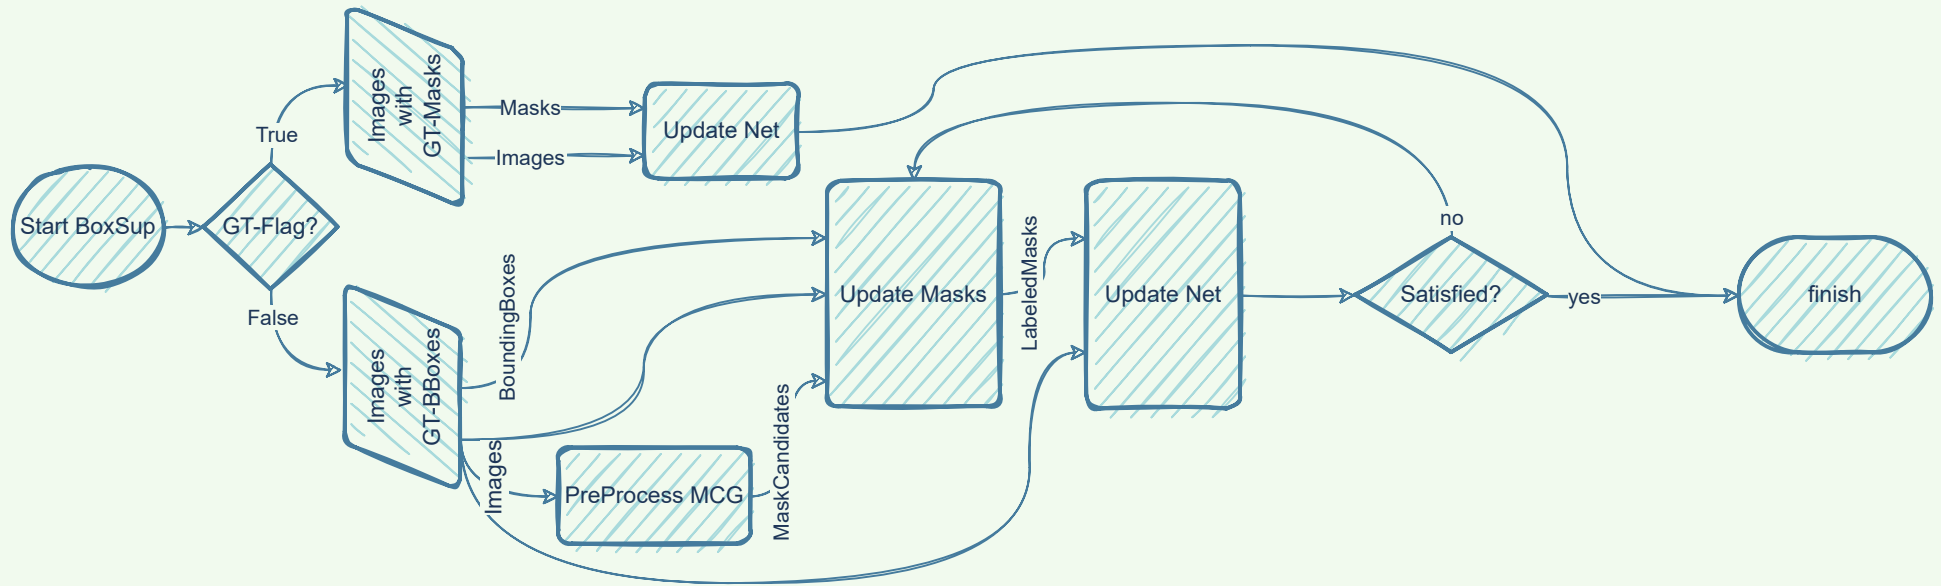 Start BoxSup
GT-Flag?
True
False
Images
with
GT-Masks
Masks
Images
Update Net
Images
with
GT-BBoxes
BoundingBoxes
Images
PreProcess MCG
MaskCandidates
Update Masks
LabeledMasks
Update Net
Satisfied?
no
yes
finish